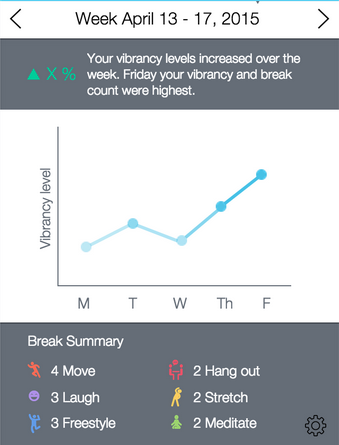 Week April 13 - 17, 2015
▲ X %
Your vibrancy levels increased over the
week. Friday your vibrancy and break
count were highest.
Vibrancy level
M T W Th F
Break Summary
4 Move 2 Hang out
3 Laugh 2 Stretch
3 Freestyle 2 Meditate